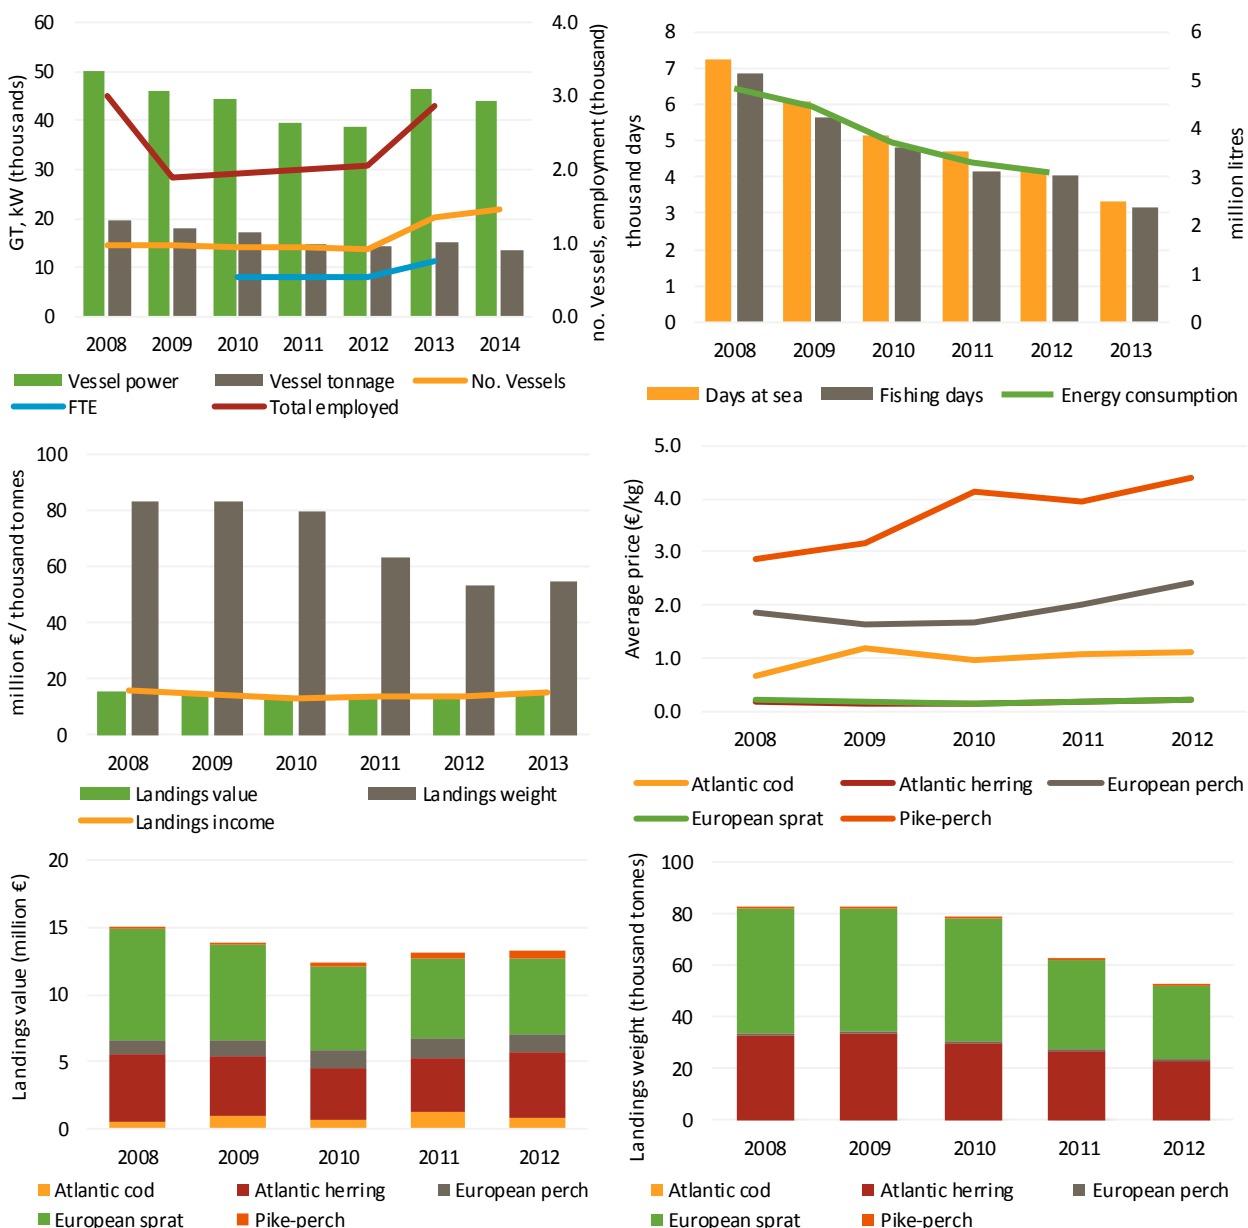 GT, kW (thousands)
60
50
40
30
20
10
0
4.0
3.0
2.0
1.0
0.0
no. Vessels, employment (thousand)
2008 2009 2010 2011 2012 2013 2014
Vessel power Vessel tonnage No. Vessels
FTE Total employed
thousand days
8
7
6
5
4
3
2
1
0
6
5
4
3
2
1
0
million litres
2008 2009 2010 2011 2012 2013
Days at sea Fishing days Energy consumption
million € / thousand tonnes
100
80
60
40
20
0
2008 2009 2010 2011 2012 2013
Landings value Landings weight
Landings income
Average price (€/kg)
5.0
4.0
3.0
2.0
1.0
0.0
2008 2009 2010 2011 2012
Atlantic cod Atlantic herring European perch
European sprat Pike-perch
Landings value (million €)
20
15
10
5
0
2008 2009 2010 2011 2012
Atlantic cod Atlantic herring European perch
European sprat Pike-perch
Landings weight (thousand tonnes)
100
80
60
40
20
0
2008 2009 2010 2011 2012
Atlantic cod Atlantic herring European perch
European sprat Pike-perch